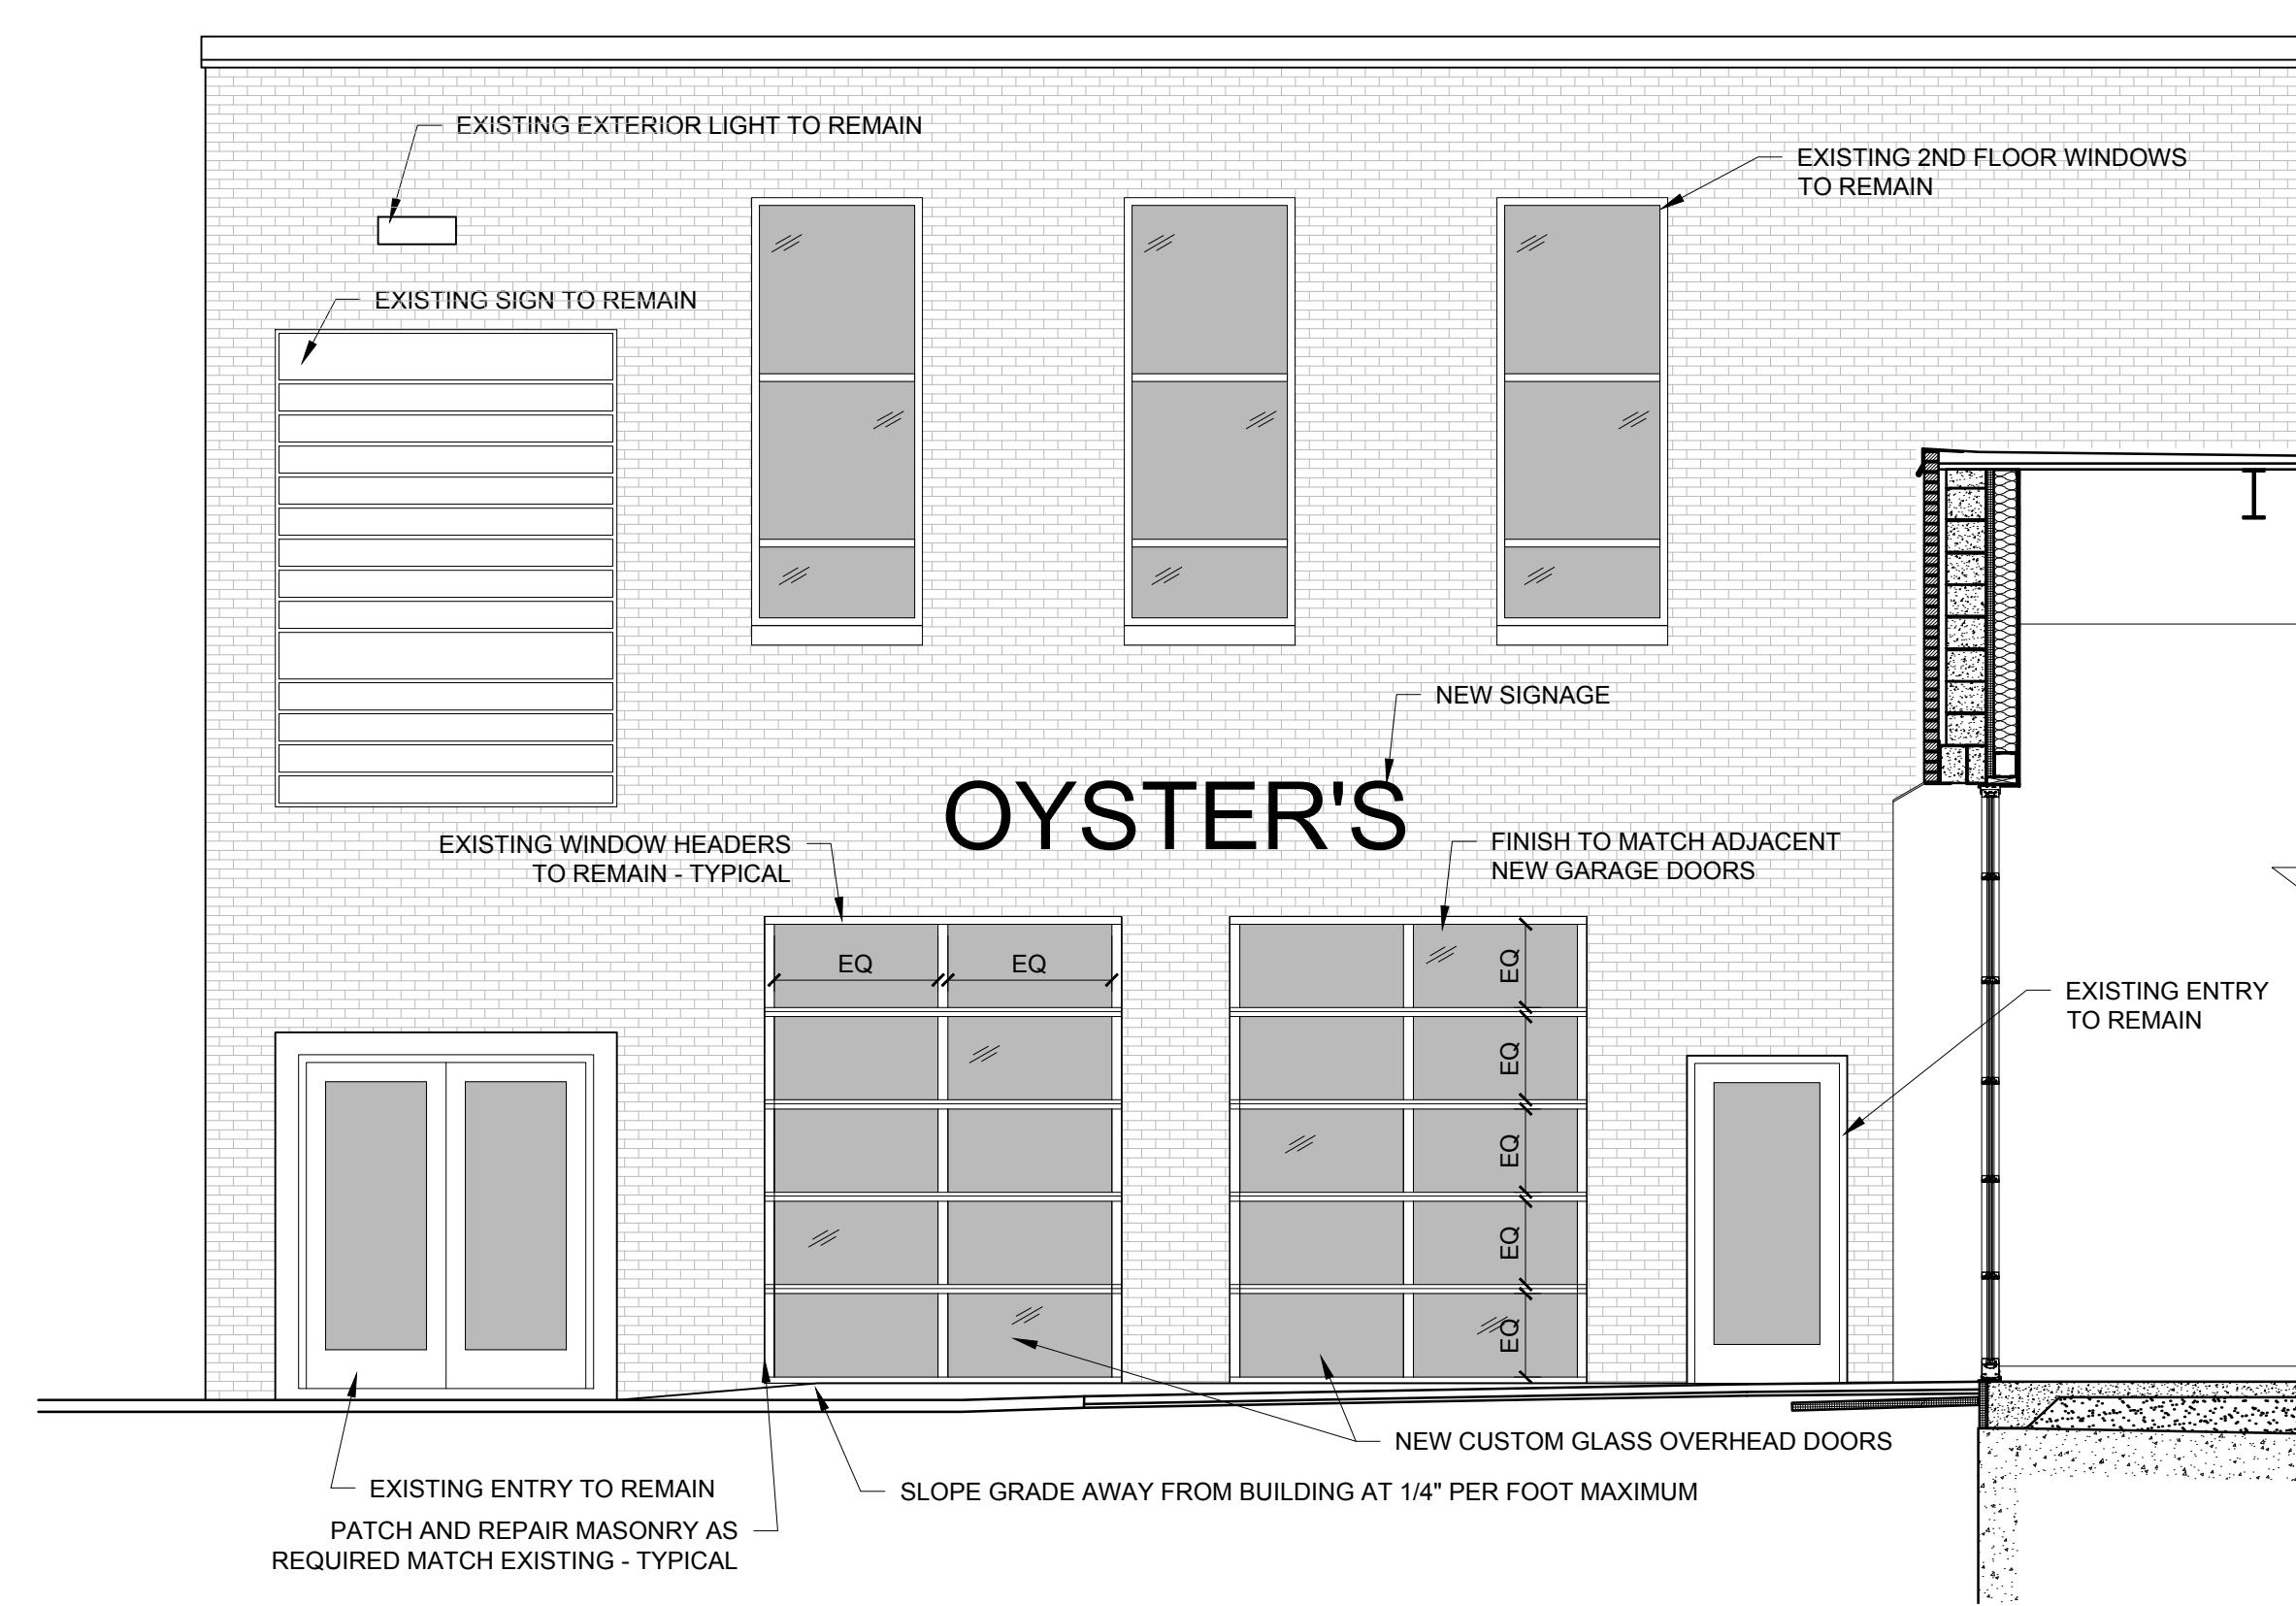 EXISTING EXTERIOR LIGHT TO REMAIN
EXISTING 2ND FLOOR WINDOWS
TO REMAIN
EXISTING SIGN TO REMAIN
NEW SIGNAGE
OYSTER'S
EXISTING WINDOW HEADERS
TO REMAIN - TYPICAL
FINISH TO MATCH ADJACENT
NEW GARAGE DOORS
EQ
EQ
EQ
EQ
EQ
EQ
EQ
EXISTING ENTRY
TO REMAIN
NEW CUSTOM GLASS OVERHEAD DOORS
EXISTING ENTRY TO REMAIN
SLOPE GRADE AWAY FROM BUILDING AT 1/4" PER FOOT MAXIMUM
PATCH AND REPAIR MASONRY AS
REQUIRED MATCH EXISTING - TYPICAL